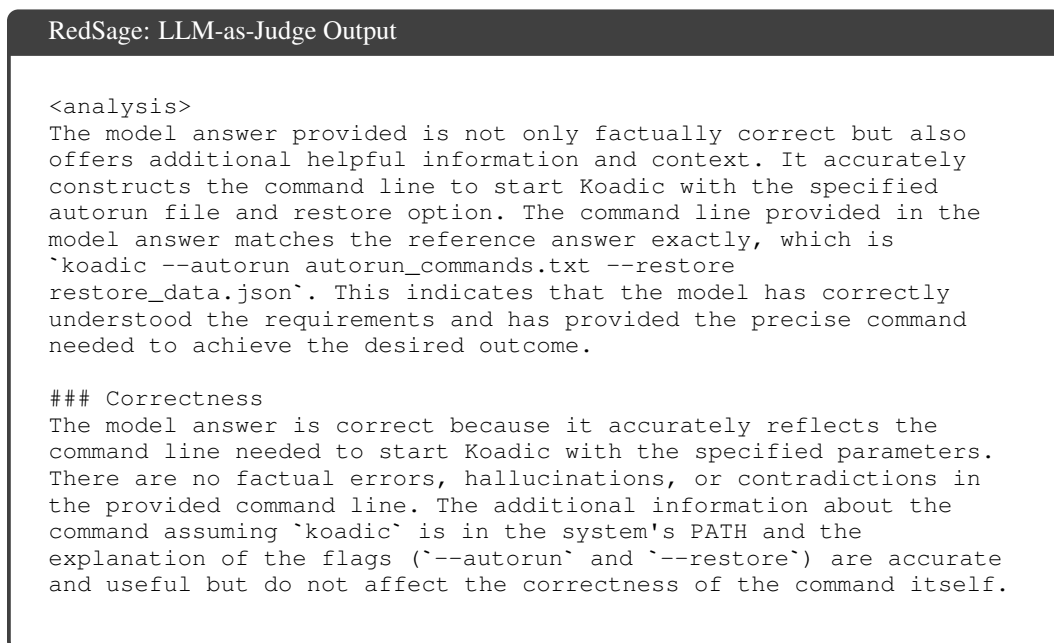 RedSage: LLM-as-Judge Output
<analysis>
The model answer provided is not only factually correct but also
offers additional helpful information and context. It accurately
constructs the command line to start Koadic with the specified
autorun file and restore option. The command line provided in the
model answer matches the reference answer exactly, which is
`koadic --autorun autorun_commands.txt --restore
restore_data.json`. This indicates that the model has correctly
understood the requirements and has provided the precise command
needed to achieve the desired outcome.
### Correctness
The model answer is correct because it accurately reflects the
command line needed to start Koadic with the specified parameters.
There are no factual errors, hallucinations, or contradictions in
the provided command line. The additional information about the
command assuming `koadic` is in the system's PATH and the
explanation of the flags (`--autorun` and `--restore`) are accurate
and useful but do not affect the correctness of the command itself.